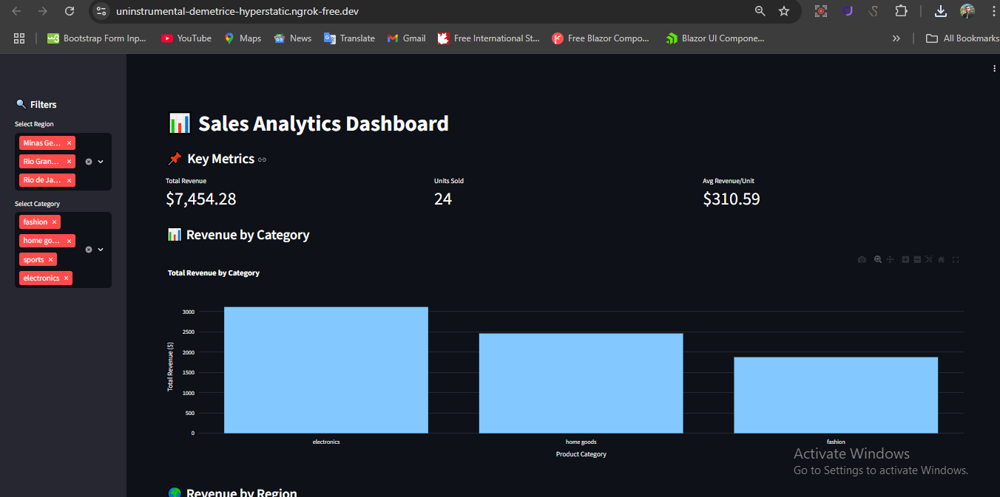 uninstrumental-demetrice-hyperstatic.ngrok-free.dev
Bootstrap Form Inp... YouTube Maps News Translate Gmail Free International St... Free Blazor Compo... Blazor UI Compone... » All Bookmarks
Filters
Select Region
Minas Ge... ×
Rio Gran... ×
Rio de Ja... ×
Select Category
fashion ×
home go... ×
sports ×
electronics ×
Sales Analytics Dashboard
Key Metrics
Total Revenue Units Sold Avg Revenue/Unit
$7,454.28 24 $310.59
Revenue by Category
Total Revenue by Category
Total Revenue ($)
3000
2500
2000
1500
1000
500
0
electronics home goods fashion
Product Category
Activate Windows
Go to Settings to activate Windows.
Revenue by Region